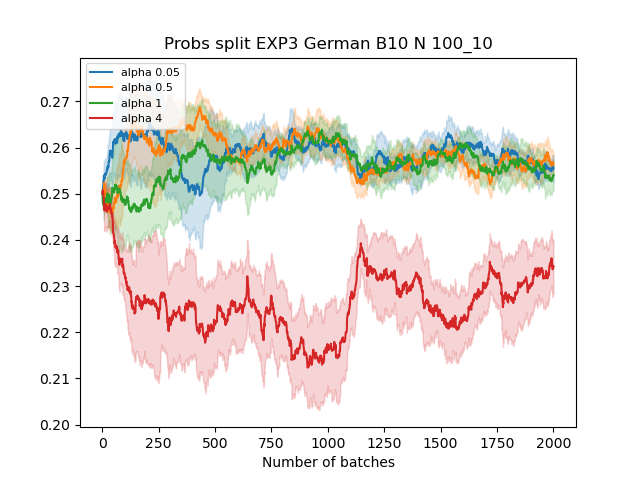 Probs split EXP3 German B10 N 100_10
alpha 0.05
alpha 0.5
alpha 1
alpha 4
0.27
0.26
0.25
0.24
0.23
0.22
0.21
0.20
0 250 500 750 1000 1250 1500 1750 2000
Number of batches